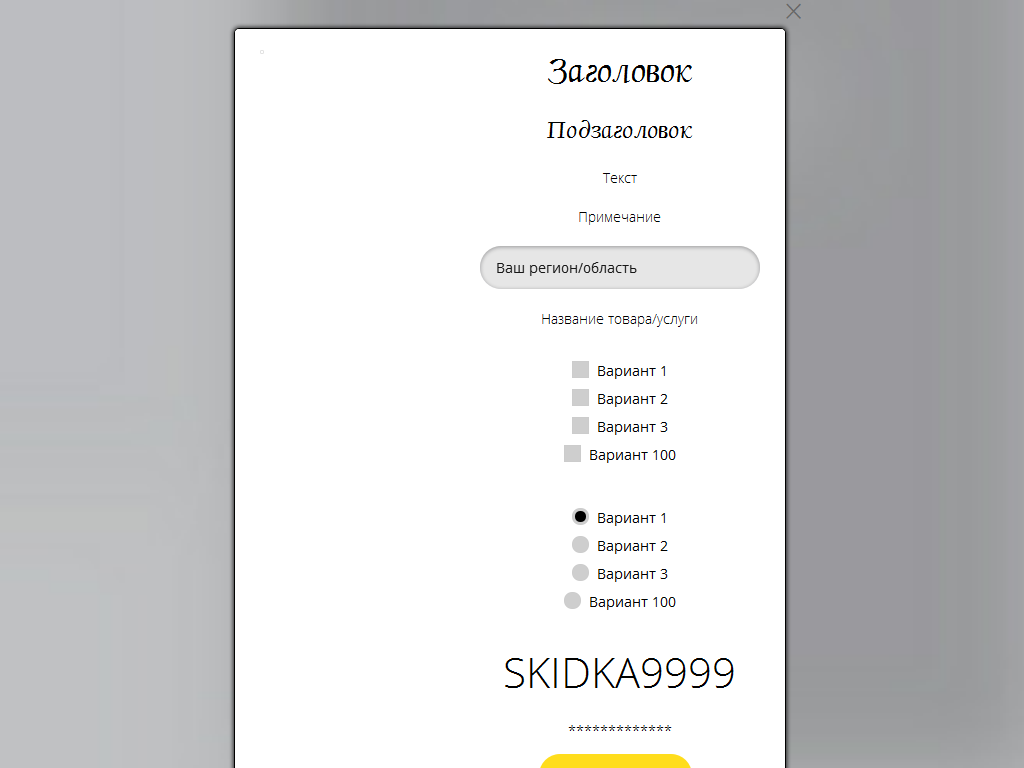 Заголовок
Подзаголовок
Текст
Примечание
Ваш регион/область
Название товара/услуги
Вариант 1
Вариант 2
Вариант 3
Вариант 100
Вариант 1
Вариант 2
Вариант 3
Вариант 100
SKIDKA9999
*************